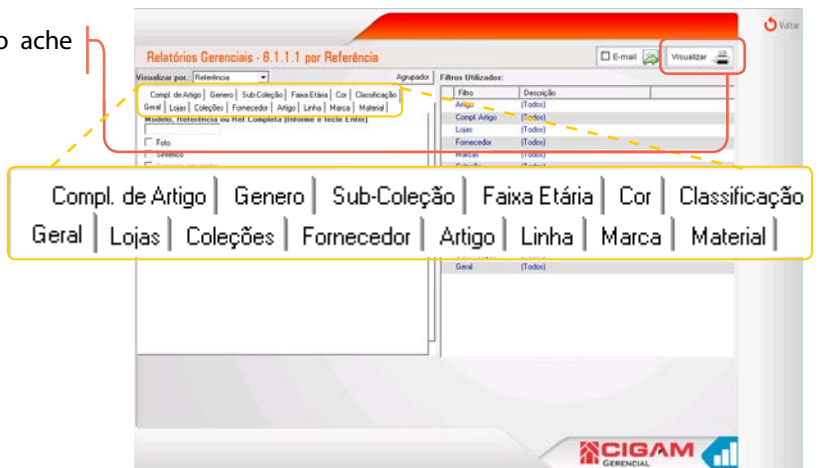 o ache
Voltar
Relatórios Gerenciais - 6.1.1.1 por Referência
E-mail
Visualizar
Visualizar por.: Referência
Agrupador
Filtros Utilizados:
Compl. de Artigo Genero Sub-Coleção Faixa Etária Cor Classificação
Geral Lojas Coleções Fornecedor Artigo Linha Marca Material
Modelo, Referência ou Ref.Completa (Informe e tecle Enter)
Foto
Filtro Descrição
Artigo (Todos)
Compl. Artigo (Todos)
Lojas (Todos)
Fornecedor (Todos)
Marcas (Todos)
Compl. de Artigo Genero Sub-Coleção Faixa Etária Cor Classificação
Geral Lojas Coleções Fornecedor Artigo Linha Marca Material
Geral (Todos)
CIGAM
GERENCIAL